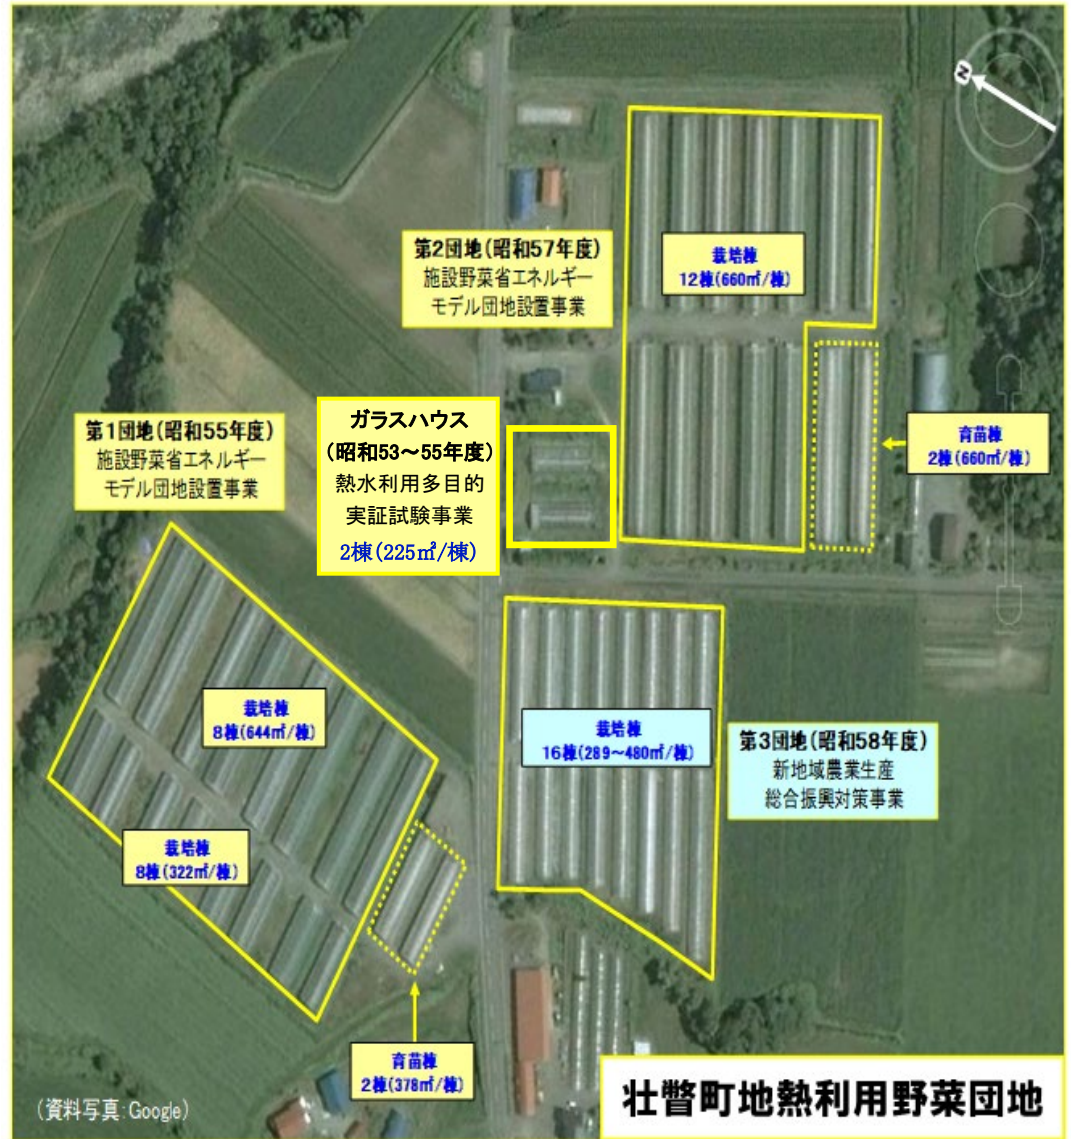 N
第2団地(昭和57年度)
施設野菜省エネルギー
モデル団地設置事業
栽培棟
12棟(660㎡/棟)
育苗棟
2棟(660㎡/棟)
ガラスハウス
(昭和53～55年度)
熱水利用多目的
実証試験事業
2棟(225㎡/棟)
第1団地(昭和55年度)
施設野菜省エネルギー
モデル団地設置事業
栽培棟
8棟(644㎡/棟)
栽培棟
8棟(322㎡/棟)
育苗棟
2棟(378㎡/棟)
栽培棟
16棟(289～480㎡/棟)
第3団地(昭和58年度)
新地域農業生産
総合振興対策事業
(資料写真:Google)
壮瞥町地熱利用野菜団地